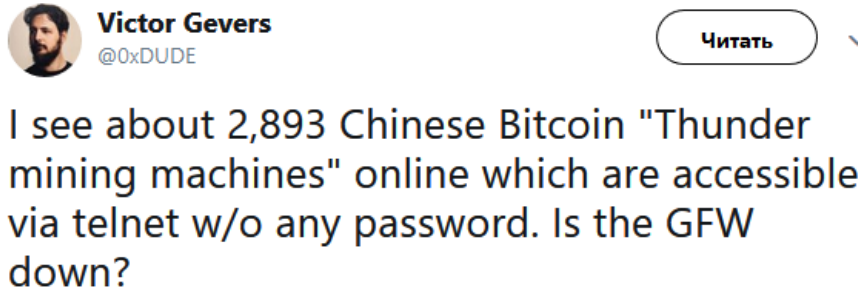 Victor Gevers
@0xDUDE
Читать
I see about 2,893 Chinese Bitcoin "Thunder
mining machines" online which are accessible
via telnet w/o any password. Is the GFW
down?